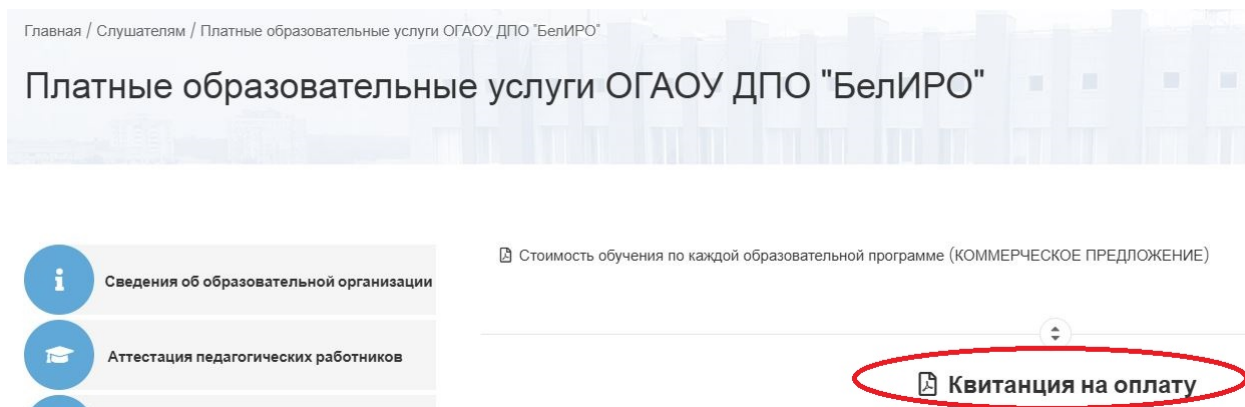 Главная / Слушателям / Платные образовательные услуги ОГАОУ ДПО "БелИРО"
Платные образовательные услуги ОГАОУ ДПО "БелИРО"
Сведения об образовательной организации
Аттестация педагогических работников
Стоимость обучения по каждой образовательной программе (КОММЕРЧЕСКОЕ ПРЕДЛОЖЕНИЕ)
Квитанция на оплату